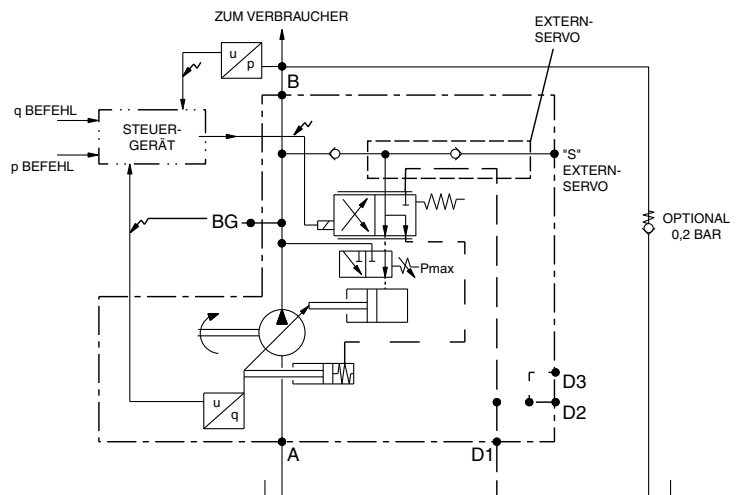 ZUM VERBRAUCHER
EXTERN-
SERVO
u
p
B
q BEFEHL
STEUER-
GERÄT
p BEFEHL
"S"
EXTERN-
SERVO
BG
OPTIONAL
0,2 BAR
Pmax
D3
u
q
D2
A
D1